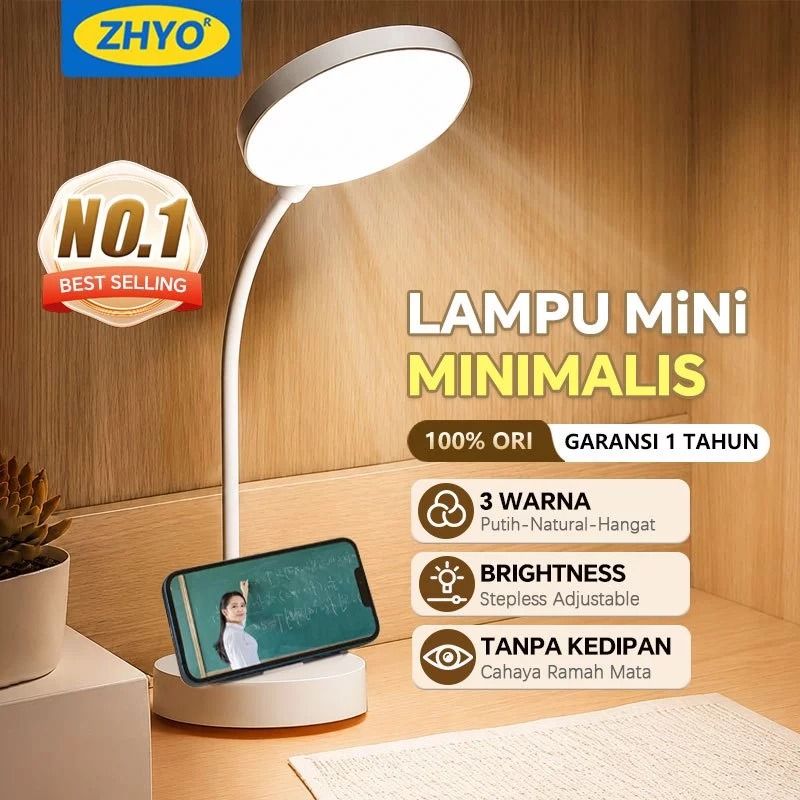 ZHYO R
NO.1
BEST SELLING
LAMPU MiNi
MINIMALIS
100% ORI
GARANSI 1 TAHUN
3 WARNA
Putih-Natural-Hangat
BRIGHTNESS
Stepless Adjustable
TANPA KEDIPAN
Cahaya Ramah Mata